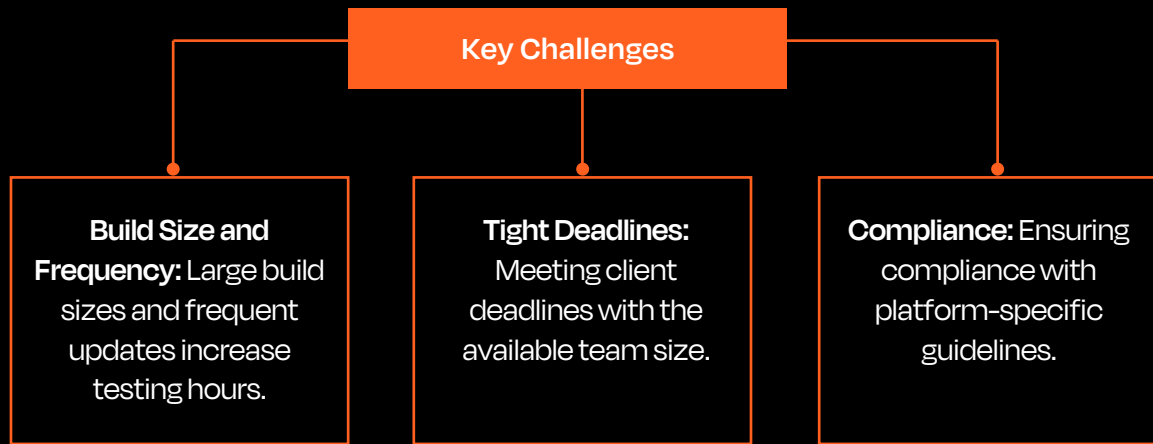 Key Challenges
Build Size and
Frequency: Large build
sizes and frequent
updates increase
testing hours.
Tight Deadlines:
Meeting client
deadlines with the
available team size.
Compliance: Ensuring
compliance with
platform-specific
guidelines.